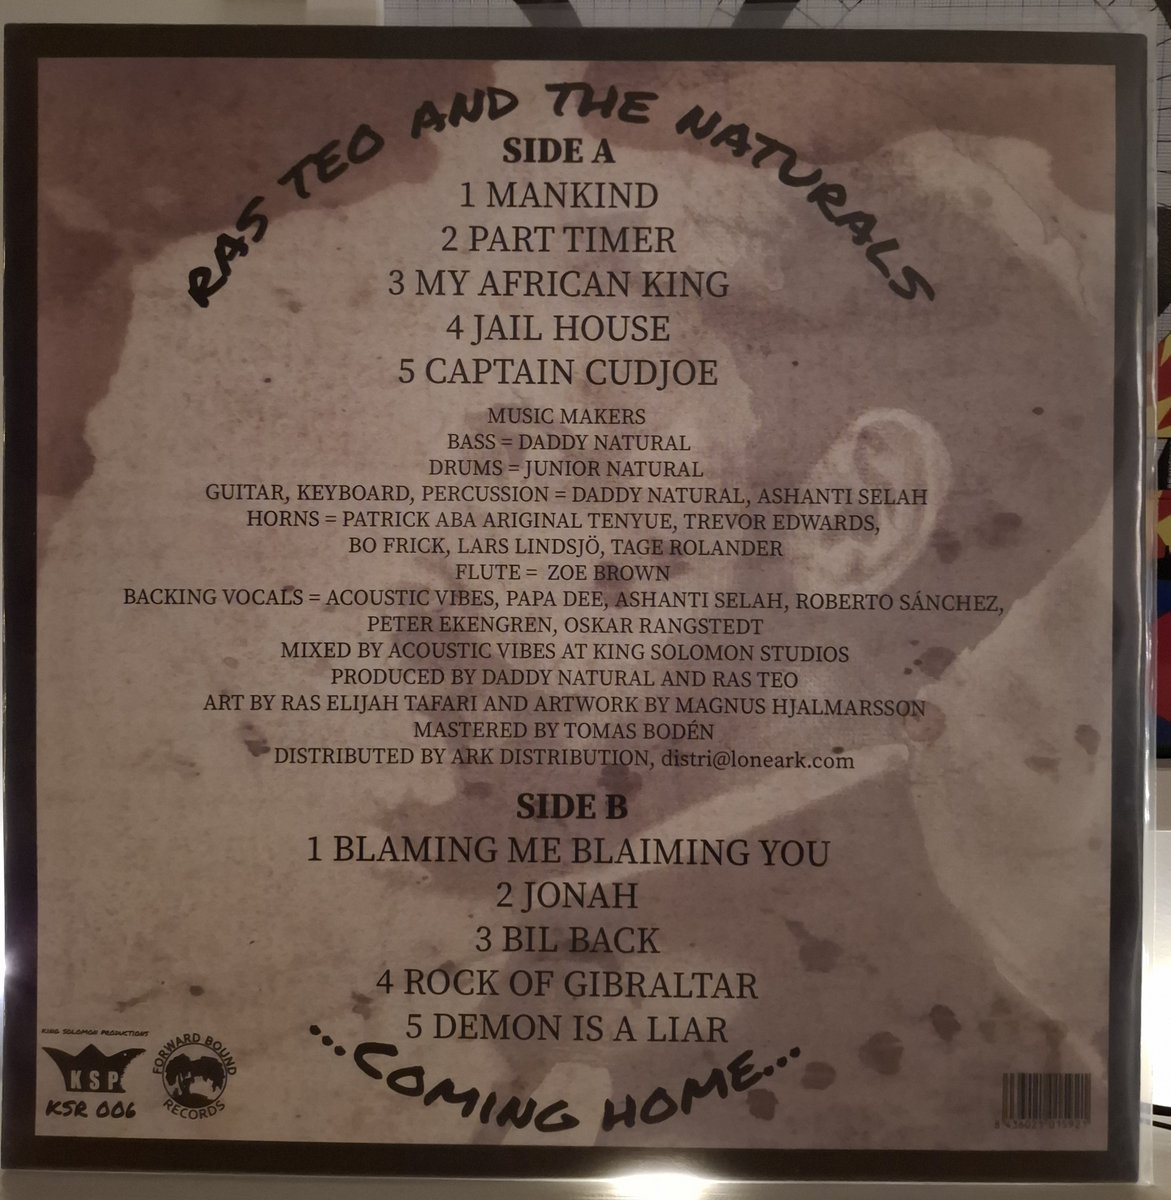 RAS TEO AND THE NATURALS
SIDE A
1 MANKIND
2 PART TIMER
3 MY AFRICAN KING
4 JAIL HOUSE
5 CAPTAIN CUDJOE
MUSIC MAKERS
BASS = DADDY NATURAL
DRUMS = JUNIOR NATURAL
GUITAR, KEYBOARD, PERCUSSION = DADDY NATURAL, ASHANTI SELAH
HORNS = PATRICK ABA ARIGINAL TENYUE, TREVOR EDWARDS,
BO FRICK, LARS LINDSJÖ, TAGE ROLANDER
FLUTE = ZOE BROWN
BACKING VOCALS = ACOUSTIC VIBES, PAPA DEE, ASHANTI SELAH, ROBERTO SÁNCHEZ,
PETER EKENGREN, OSKAR RANGSTEDT
MIXED BY ACOUSTIC VIBES AT KING SOLOMON STUDIOS
PRODUCED BY DADDY NATURAL AND RAS TEO
ART BY RAS ELIJAH TAFARI AND ARTWORK BY MAGNUS HJALMARSSON
MASTERED BY TOMAS BODÉN
DISTRIBUTED BY ARK DISTRIBUTION, distri@loneark.com
SIDE B
1 BLAMING ME BLAIMING YOU
2 JONAH
3 BIL BACK
4 ROCK OF GIBRALTAR
5 DEMON IS A LIAR
...COMING HOME...
KING SOLOMON PRODUCTIONS
KSP
KSR 006
FORWARD BOUND
RECORDS